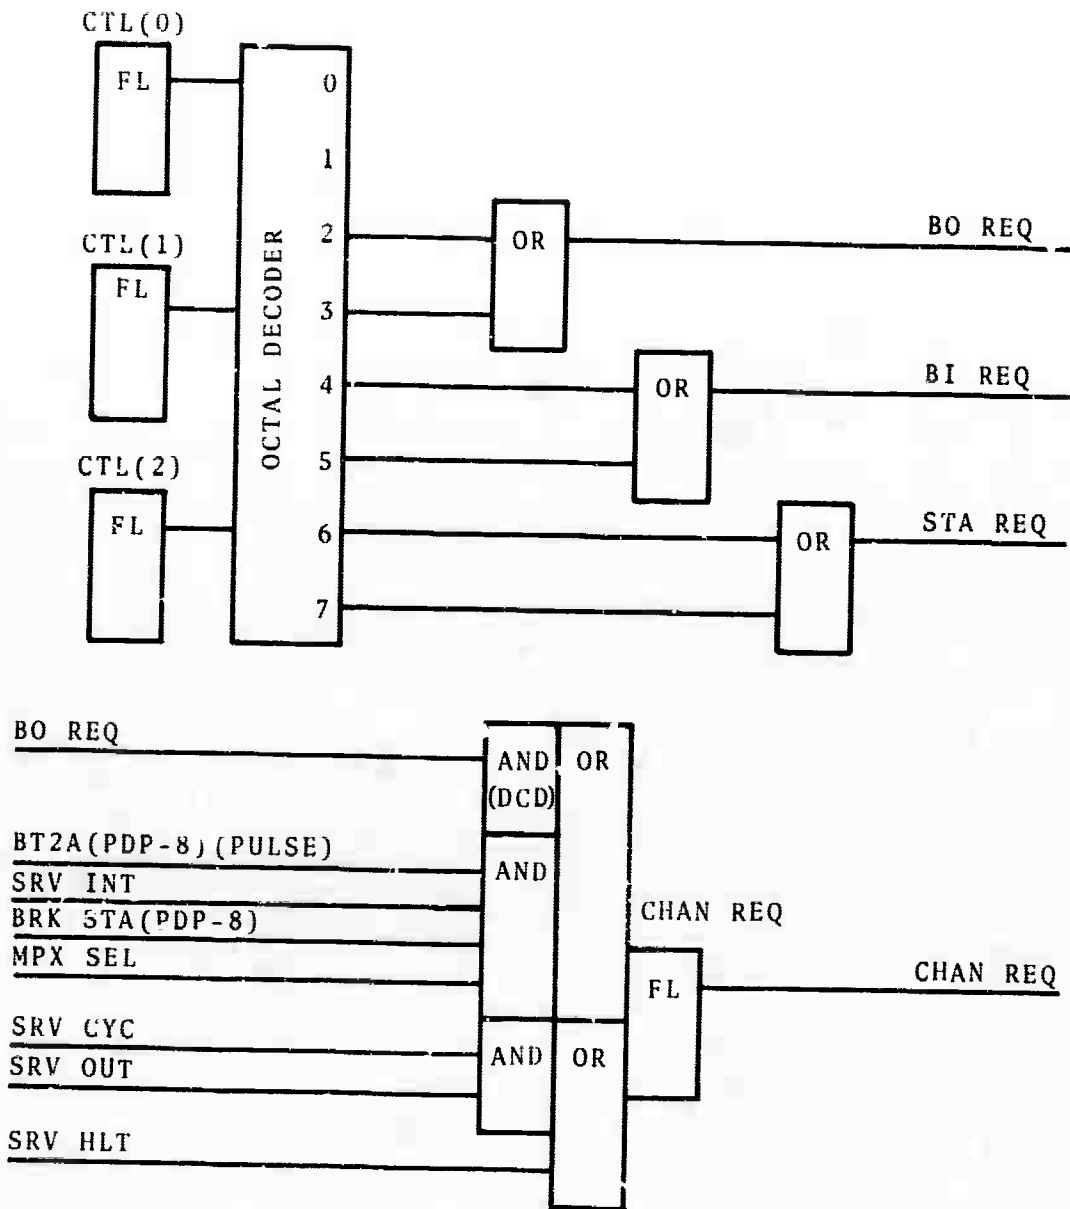 CTL(0)
FL
0
1
CTL(1)
FL
OCTAL DECODER
2
OR
BO REQ
3
4
OR
BI REQ
CTL(2)
FL
5
6
OR
STA REQ
7
BO REQ
AND
(DCD)
OR
BT2A(PDP-8)(PULSE)
AND
SRV INT
BRK STA(PDP-8)
CHAN REQ
MPX SEL
FL
CHAN REQ
SRV CYC
AND
OR
SRV OUT
SRV HLT